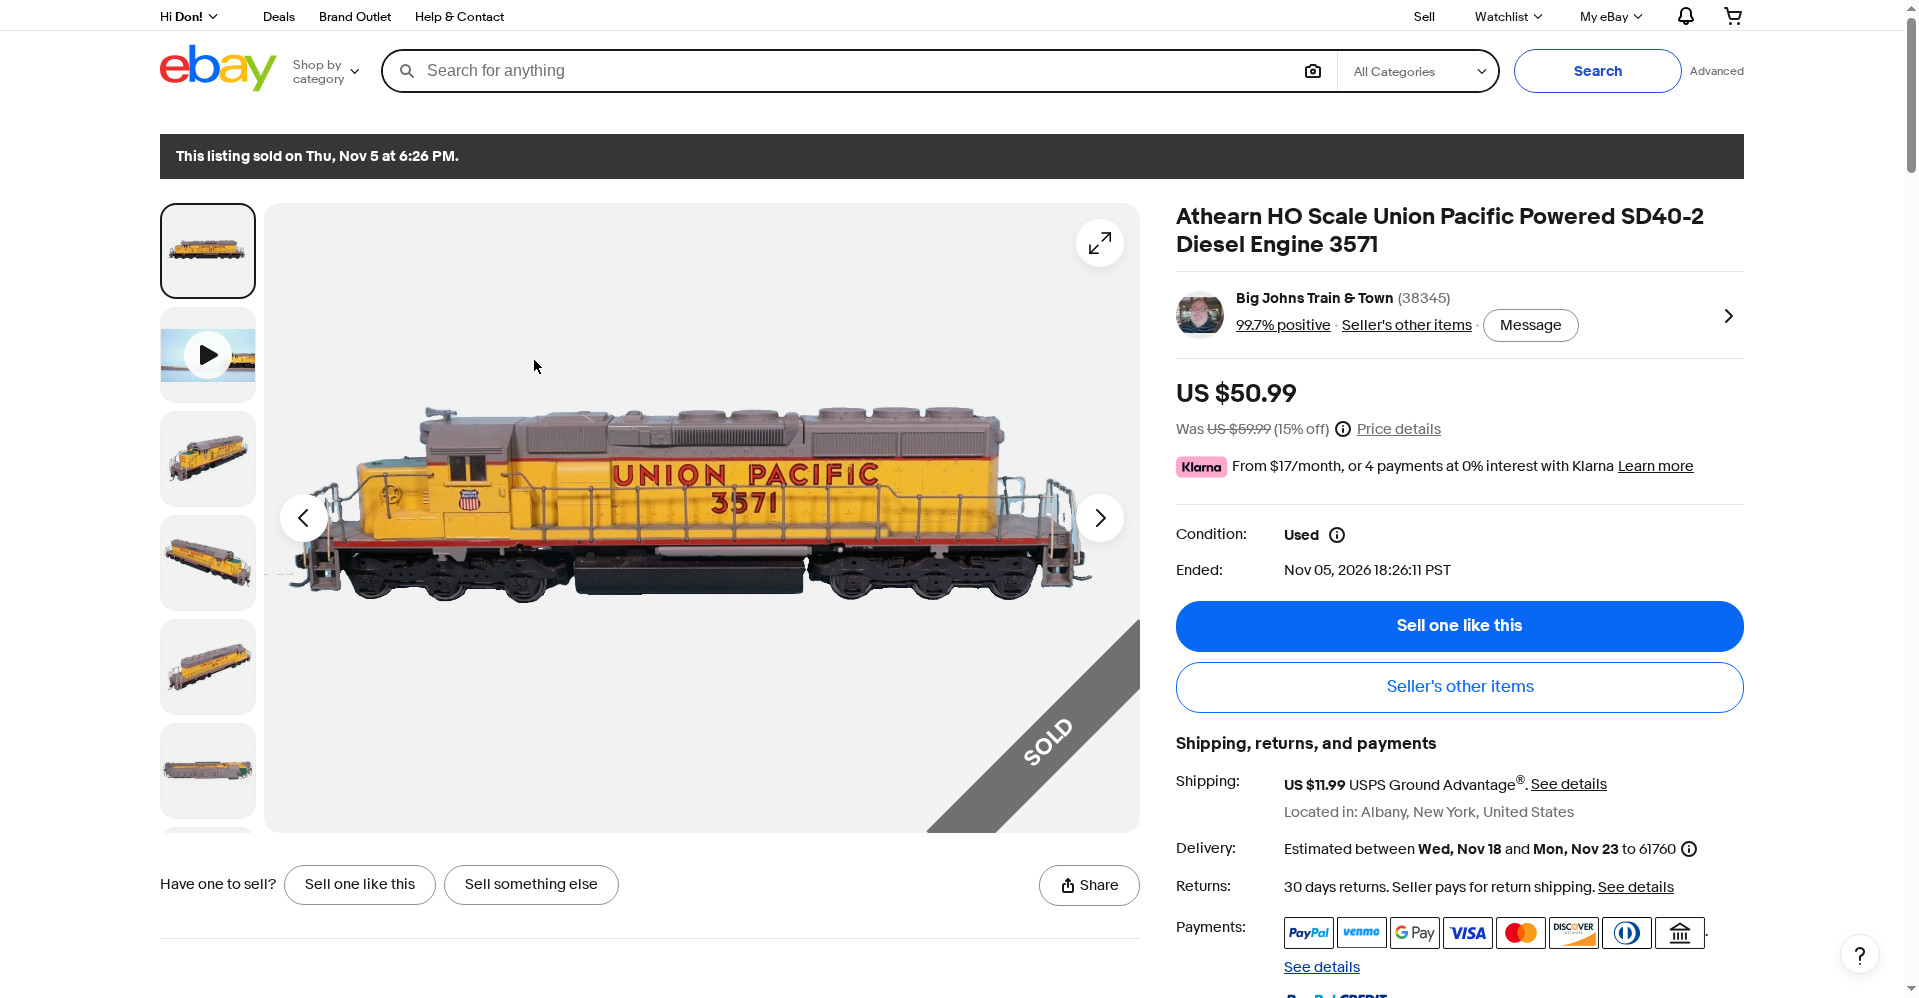 Hi Don!
Deals
Brand Outlet
Help & Contact
Sell
Watchlist
My eBay
ebay
Shop by
category
Search for anything
All Categories
Search
Advanced
This listing sold on Thu, Nov 5 at 6:26 PM.
Athearn HO Scale Union Pacific Powered SD40-2
Diesel Engine 3571
Big Johns Train & Town (38345)
99.7% positive · Seller's other items · Message
US $50.99
Was US $59.99 (15% off) Price details
Klarna From $17/month, or 4 payments at 0% interest with Klarna Learn more
UNION PACIFIC
3571
Condition: Used
Ended: Nov 05, 2026 18:26:11 PST
Sell one like this
Seller's other items
SOLD
Shipping, returns, and payments
Shipping: US $11.99 USPS Ground Advantage®. See details
Located in: Albany, New York, United States
Delivery: Estimated between Wed, Nov 18 and Mon, Nov 23 to 61760
Returns: 30 days returns. Seller pays for return shipping. See details
Payments: PayPal venmo G Pay VISA DISCOVER
See details
Have one to sell? Sell one like this Sell something else Share
?